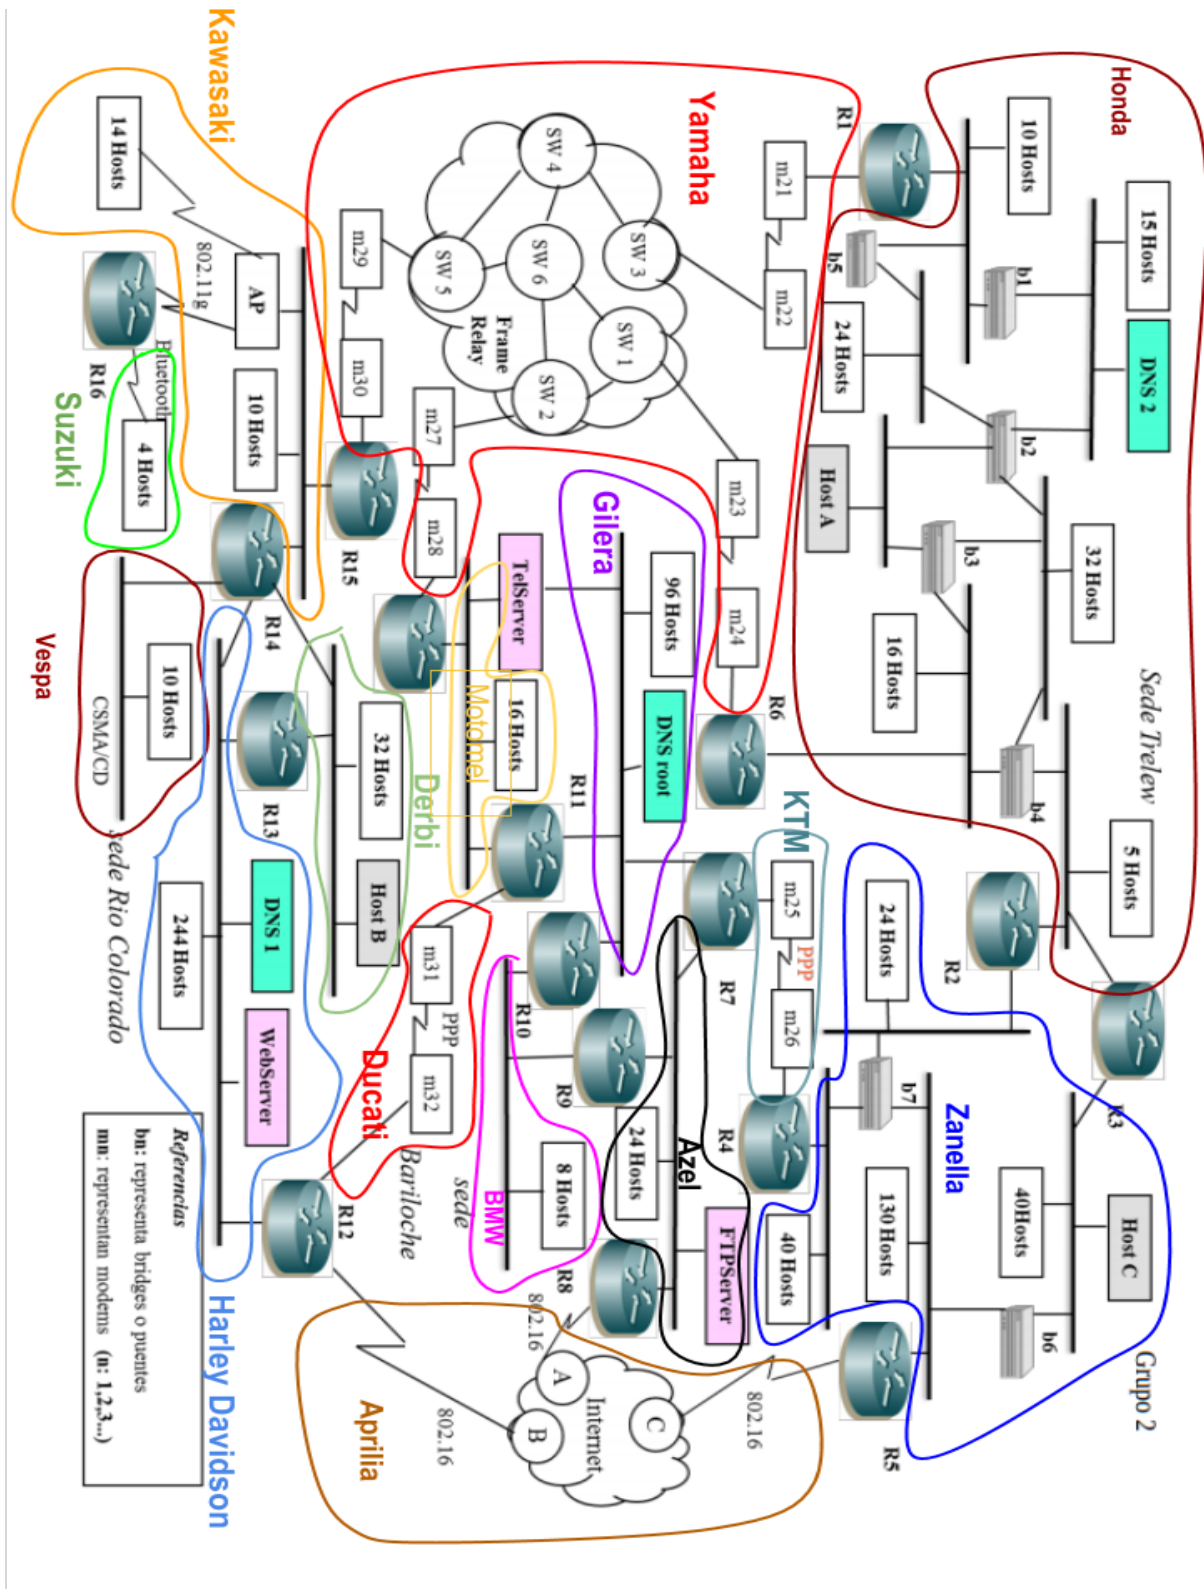 Honda
15 Hosts
DNS 2
10 Hosts
b1
R1
b5
24 Hosts
b2
Host A
b3
32 Hosts
16 Hosts
b4
5 Hosts
Sede Trelew
R2
R3
Yamaha
m21
m22
SW 4
SW 3
SW 6
SW 5
SW 1
SW 2
Frame
Relay
m23
m24
R6
m29
m30
m27
m28
R15
Kawasaki
14 Hosts
AP
802.11g
10 Hosts
R16
Bluetooth
4 Hosts
Suzuki
R14
Vespa
10 Hosts
CSMA/CD
sede Rio Colorado
R13
Derbi
32 Hosts
Host B
DNS 1
244 Hosts
WebServer
Harley Davidson
R12
Gilera
96 Hosts
DNS root
TelServer
16 Hosts
Motomel
R11
KTM
m25
PPP
m26
R7
R4
R10
R9
Azel
24 Hosts
FTPServer
R8
BMW
8 Hosts
sede
Bariloche
Ducati
m31
PPP
m32
Zanella
24 Hosts
b7
130 Hosts
40 Hosts
40Hosts
Host C
b6
Grupo 2
R5
802.16
802.16
802.16
A
B
C
Internet
Aprilia
Referencias
bn: representa bridges o puentes
mn: representan modems (n: 1,2,3...)